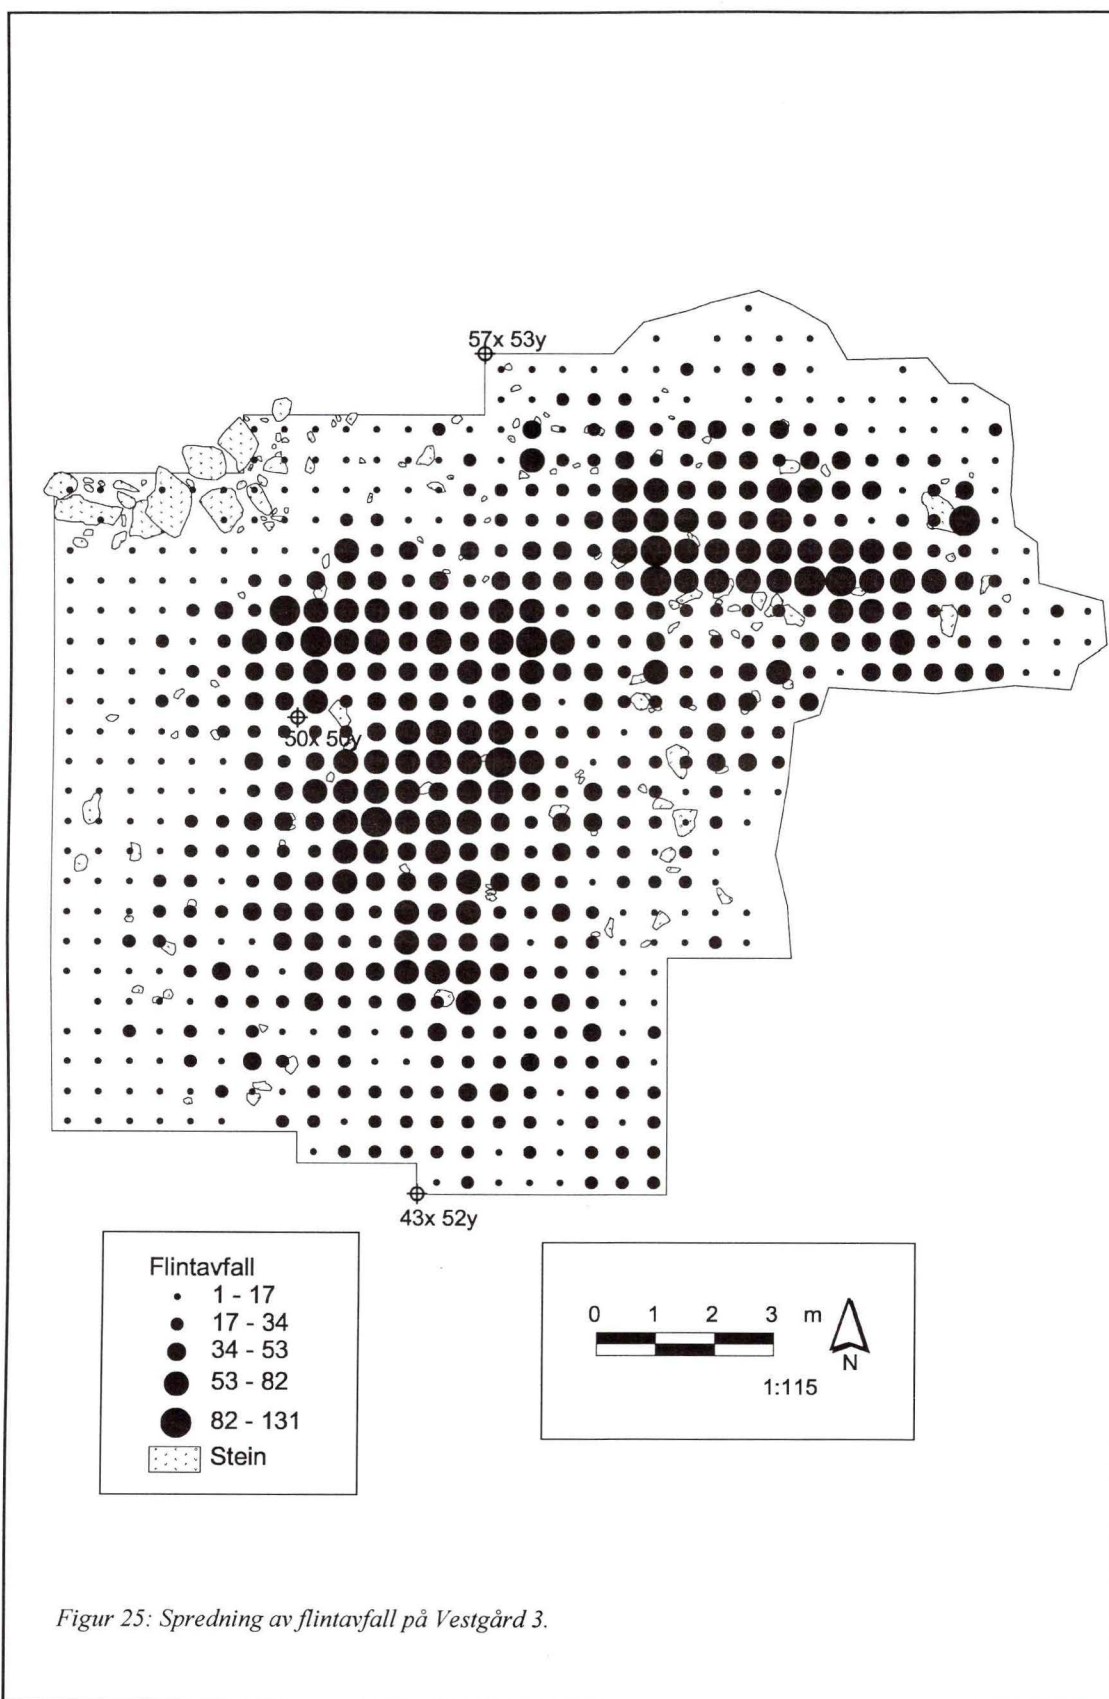 57x 53y
50x 50y
43x 52y
Flintavfall
1 - 17
17 - 34
34 - 53
53 - 82
82 - 131
Stein
0 1 2 3 m
N
1:115
Figur 25: Spredning av flintavfall på Vestgård 3.